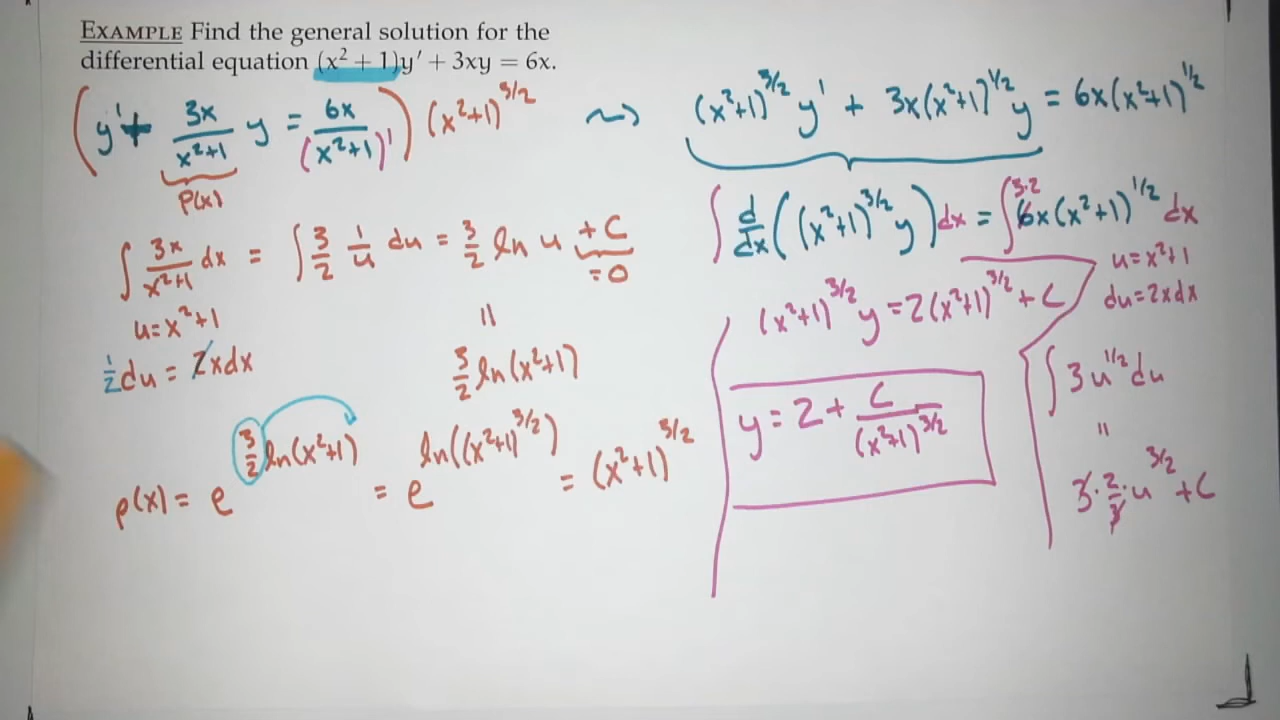 EXAMPLE Find the general solution for the
differential equation (x² + 1)y′ + 3xy = 6x.
(y' + 3x/(x²+1) y = 6x/(x²+1)¹) (x²+1)^3/2 ⇝ (x²+1)^3/2 y' + 3x(x²+1)^1/2 y = 6x(x²+1)^1/2
P(x)
∫ 3x/(x²+1) dx = ∫ 3/2 1/u du = 3/2 ln u + C
= 0
u = x²+1
1/2 du = 2xdx
=
3/2 ln(x²+1)
ρ(x) = e^(3/2 ln(x²+1)) = e^(ln((x²+1)^3/2)) = (x²+1)^3/2
∫ d/dx ((x²+1)^3/2 y) dx = ∫ 6x(x²+1)^1/2 dx
3·2
u = x²+1
du = 2xdx
(x²+1)^3/2 y = 2(x²+1)^3/2 + C
y = 2 + C/(x²+1)^3/2
∫ 3u^1/2 du
=
3 · 2/3 · u^3/2 + C